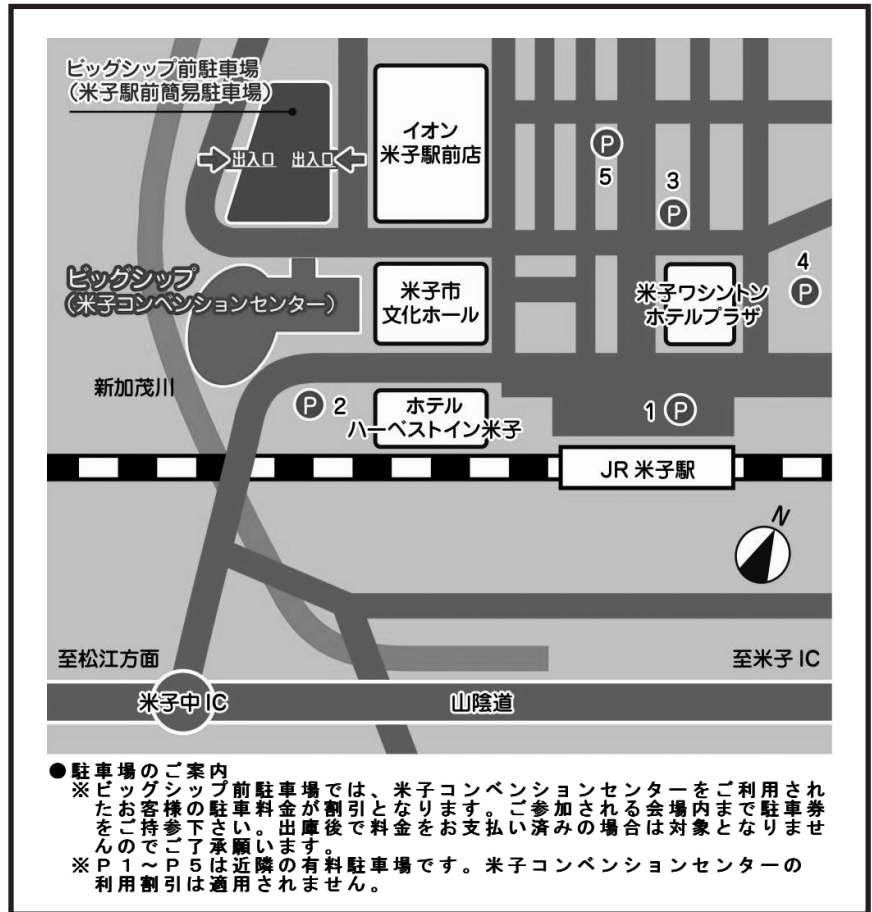 ビッグシップ前駐車場
（米子駅前簡易駐車場）
出入口 出入口
イオン
米子駅前店
P
5
3
P
4
P
ビッグシップ
（米子コンベンションセンター）
米子市
文化ホール
米子ワシントン
ホテルプラザ
新加茂川
P 2
ホテル
ハーベストイン米子
1 P
JR 米子駅
N
至松江方面
至米子 IC
米子中 IC
山陰道
●駐車場のご案内
※ビッグシップ前駐車場では、米子コンベンションセンターをご利用され
たお客様の駐車料金が割引となります。ご参加される会場内まで駐車券
をご持参下さい。出庫後で料金をお支払い済みの場合は対象となりませ
んのでご了承願います。
※Ｐ１～Ｐ５は近隣の有料駐車場です。米子コンベンションセンターの
利用割引は適用されません。